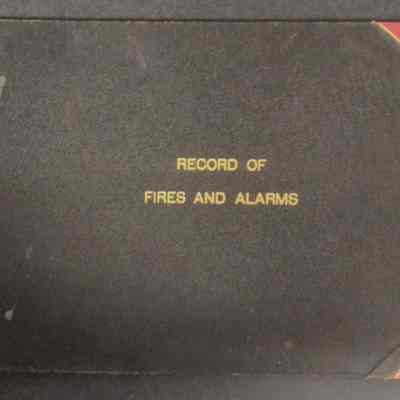 RECORD OF
FIRES AND ALARMS